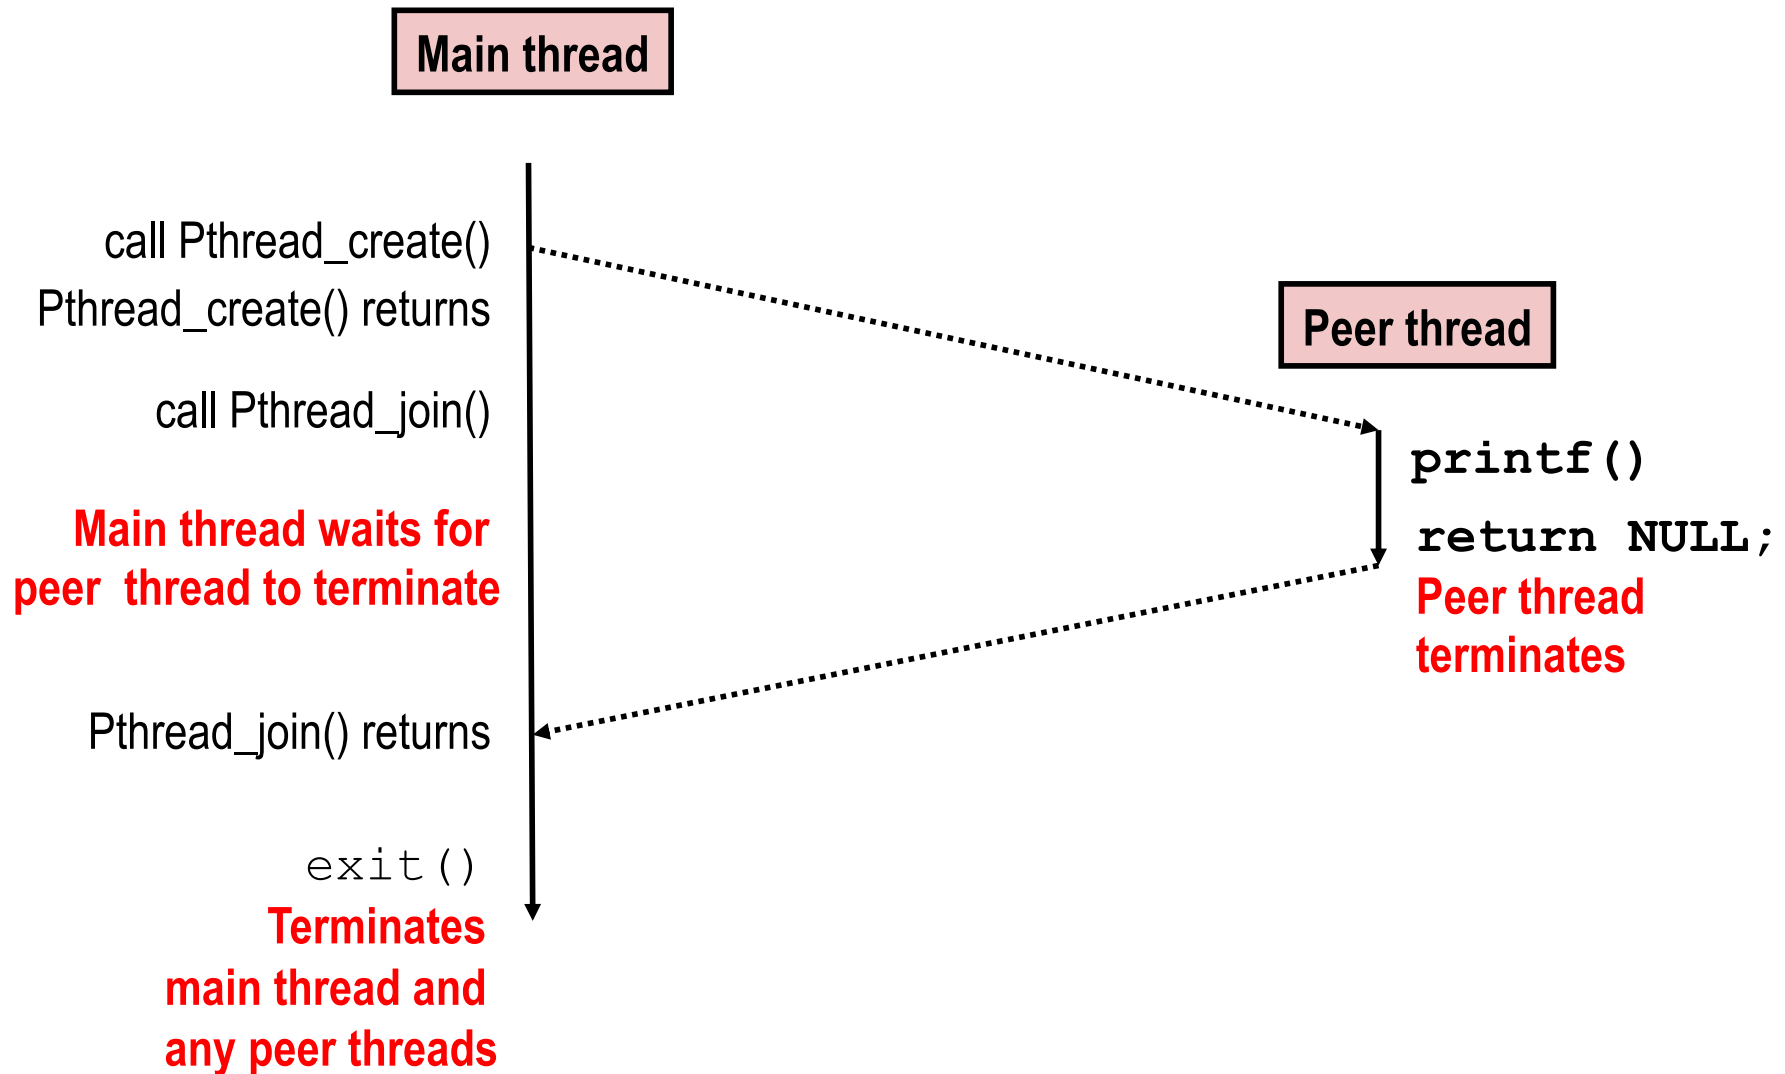 Main thread
call Pthread_create()
Pthread_create() returns
Peer thread
call Pthread_join()
printf()
Main thread waits for
peer thread to terminate
return NULL;
Peer thread
terminates
Pthread_join() returns
exit()
Terminates
main thread and
any peer threads